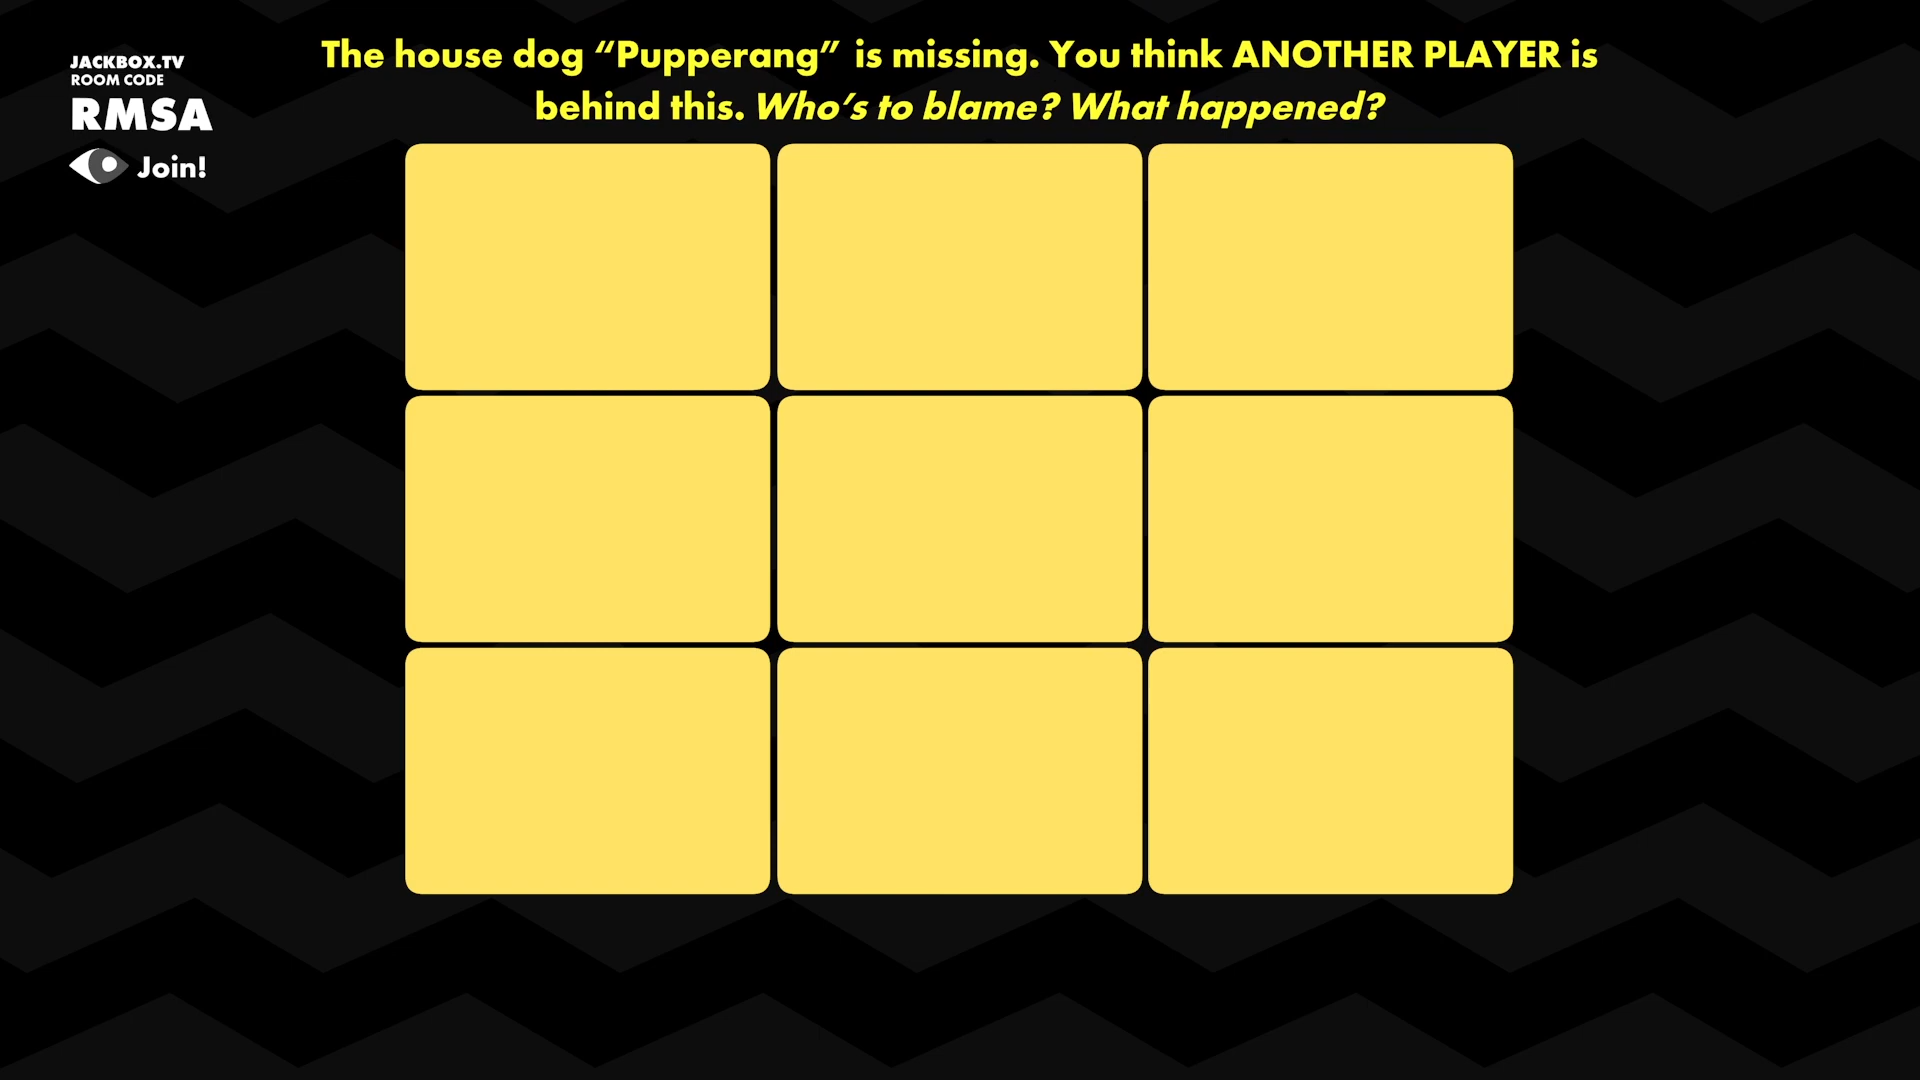 JACKBOX.TV
ROOM CODE
RMSA
Join!
The house dog “Pupperang” is missing. You think ANOTHER PLAYER is
behind this. Who’s to blame? What happened?